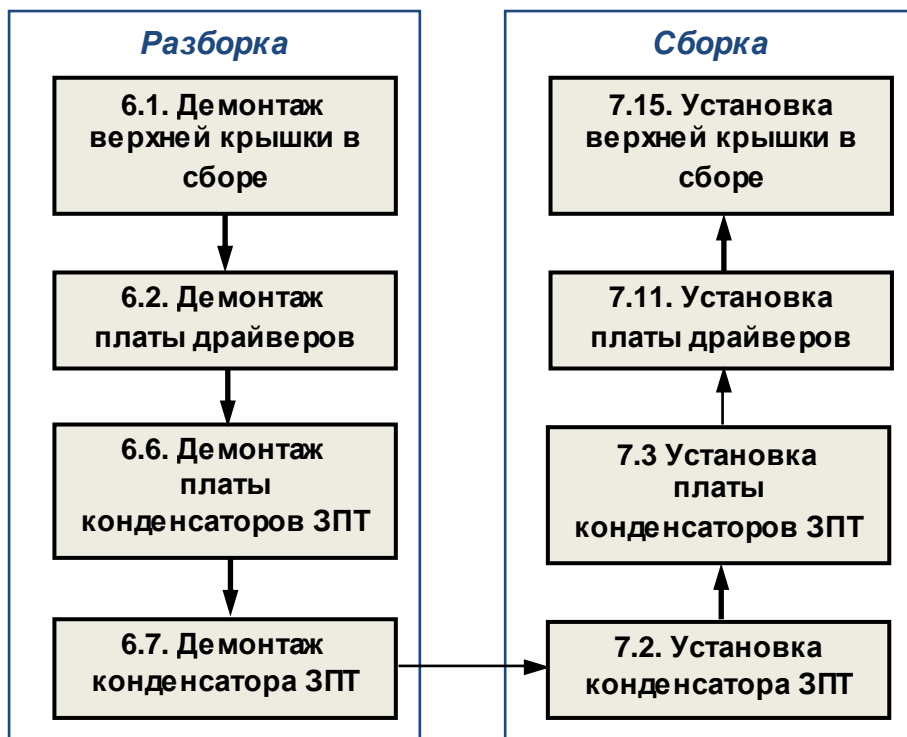 Разборка
6.1. Демонтаж
верхней крышки в
сборе
6.2. Демонтаж
платы драйверов
6.6. Демонтаж
платы
конденсаторов ЗПТ
6.7. Демонтаж
конденсатора ЗПТ
Сборка
7.15. Установка
верхней крышки в
сборе
7.11. Установка
платы драйверов
7.3 Установка
платы
конденсаторов ЗПТ
7.2. Установка
конденсатора ЗПТ